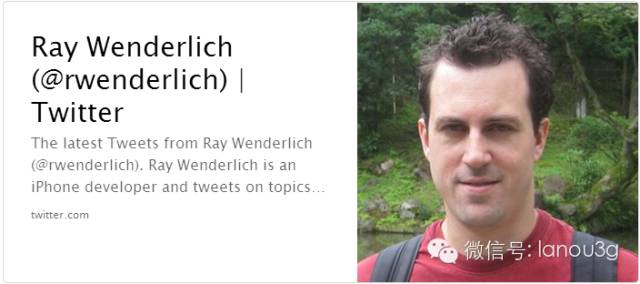 Ray Wenderlich
(@rwenderlich) |
Twitter
The latest Tweets from Ray Wenderlich
(@rwenderlich). Ray Wenderlich is an
iPhone developer and tweets on topics...
twitter.com
微信号: lanou3g